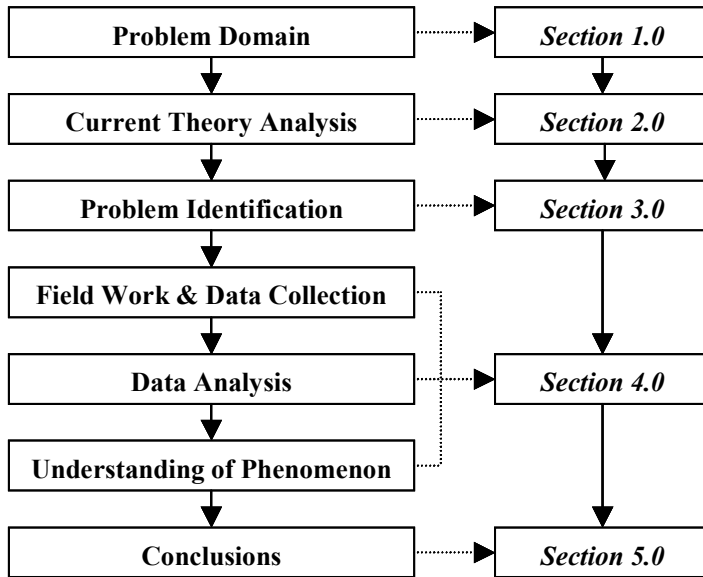 Problem Domain
Section 1.0
Current Theory Analysis
Section 2.0
Problem Identification
Section 3.0
Field Work & Data Collection
Data Analysis
Section 4.0
Understanding of Phenomenon
Conclusions
Section 5.0